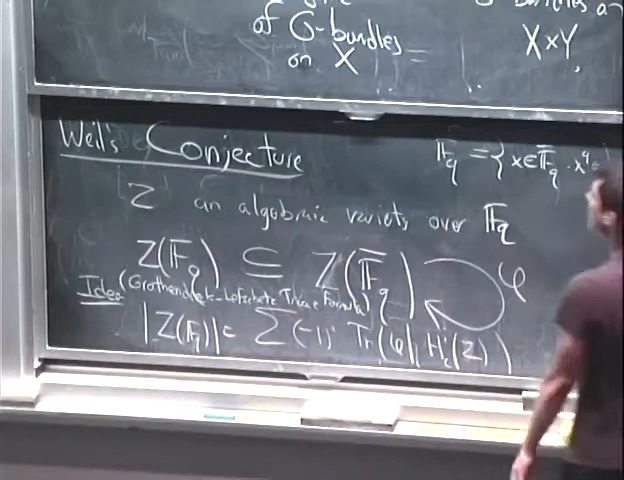 of G-bundles =
on X
X×Y,
Weil's Conjecture
𝔽_q = { x ∈ 𝔽̄_q . x^q =
Z an algebraic variety over 𝔽_q
Z(𝔽_q) ⊆ Z(𝔽̄_q) φ
Idea (Grothendieck-Lefschetz Trace Formula)
|Z(𝔽_q)| = Σ(-1)^i Tr(φ| H_c^i(Z))